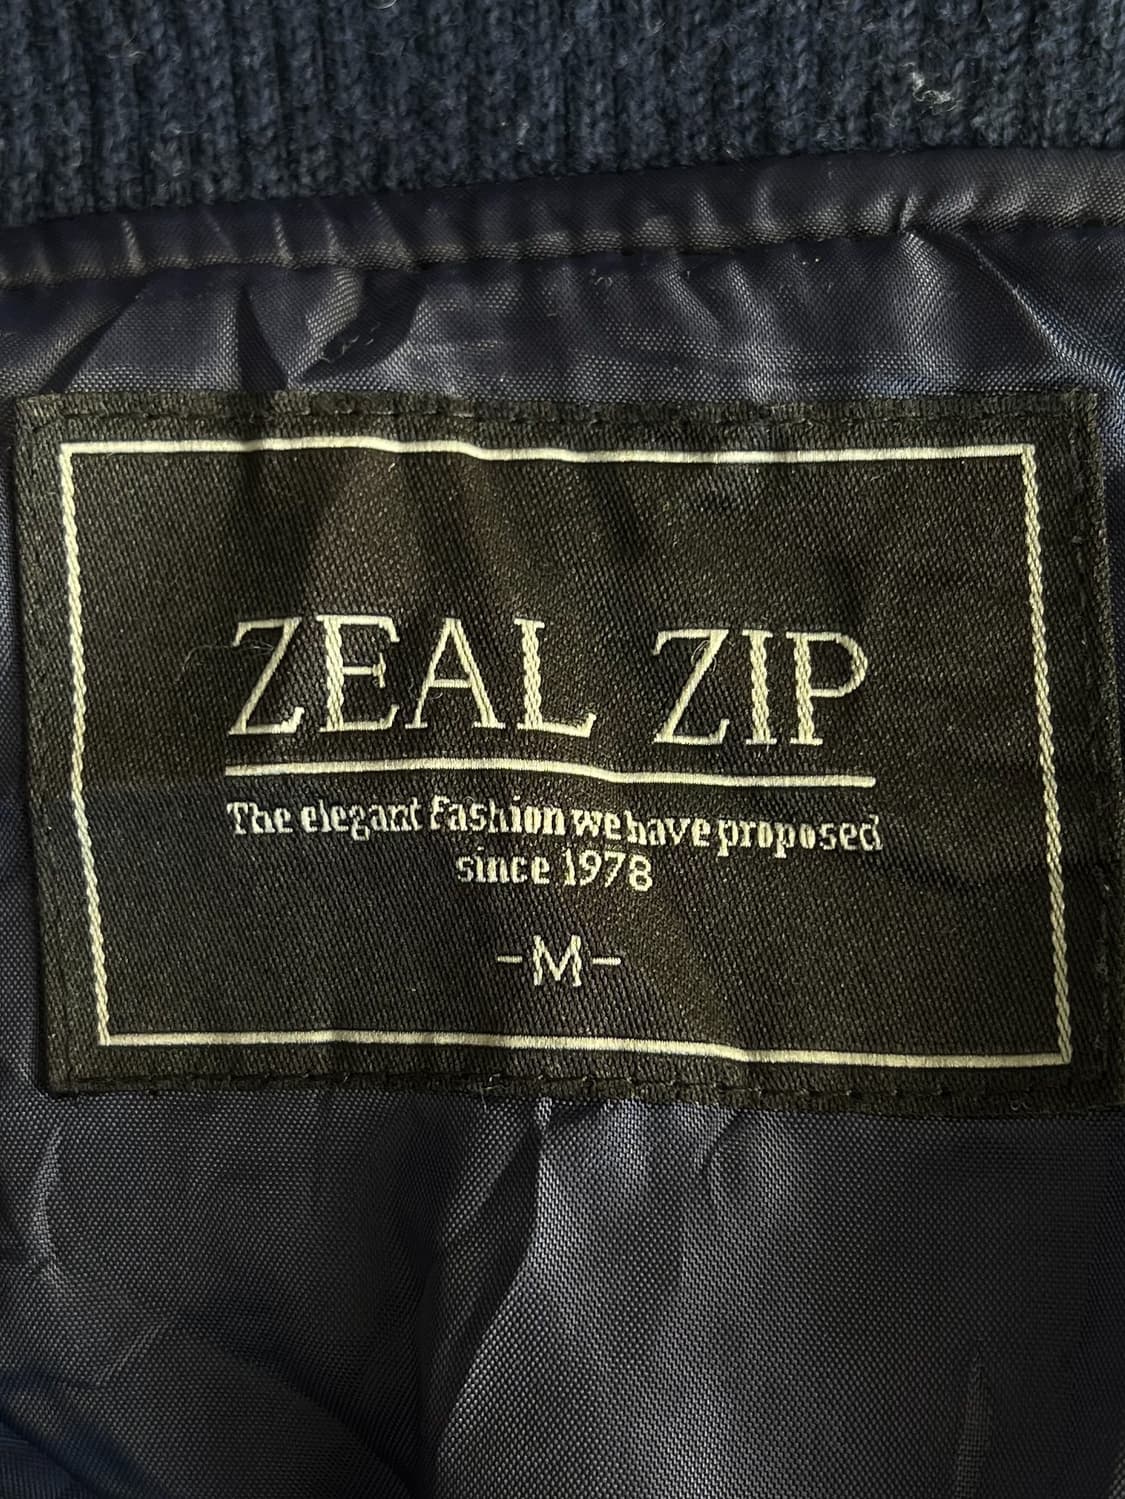 ZEAL ZIP
The elegant fashion we have proposed
since 1978
-M-